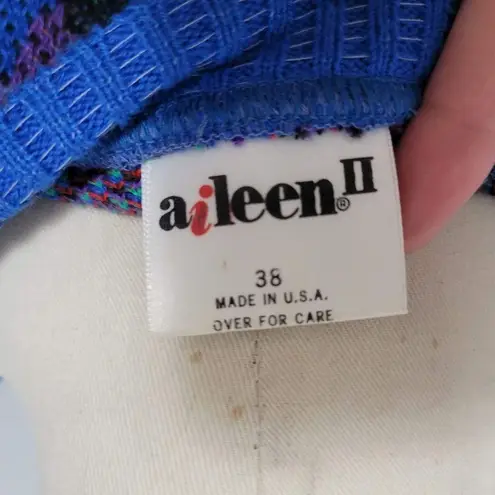 aileen II®
38
MADE IN U.S.A.
OVER FOR CARE